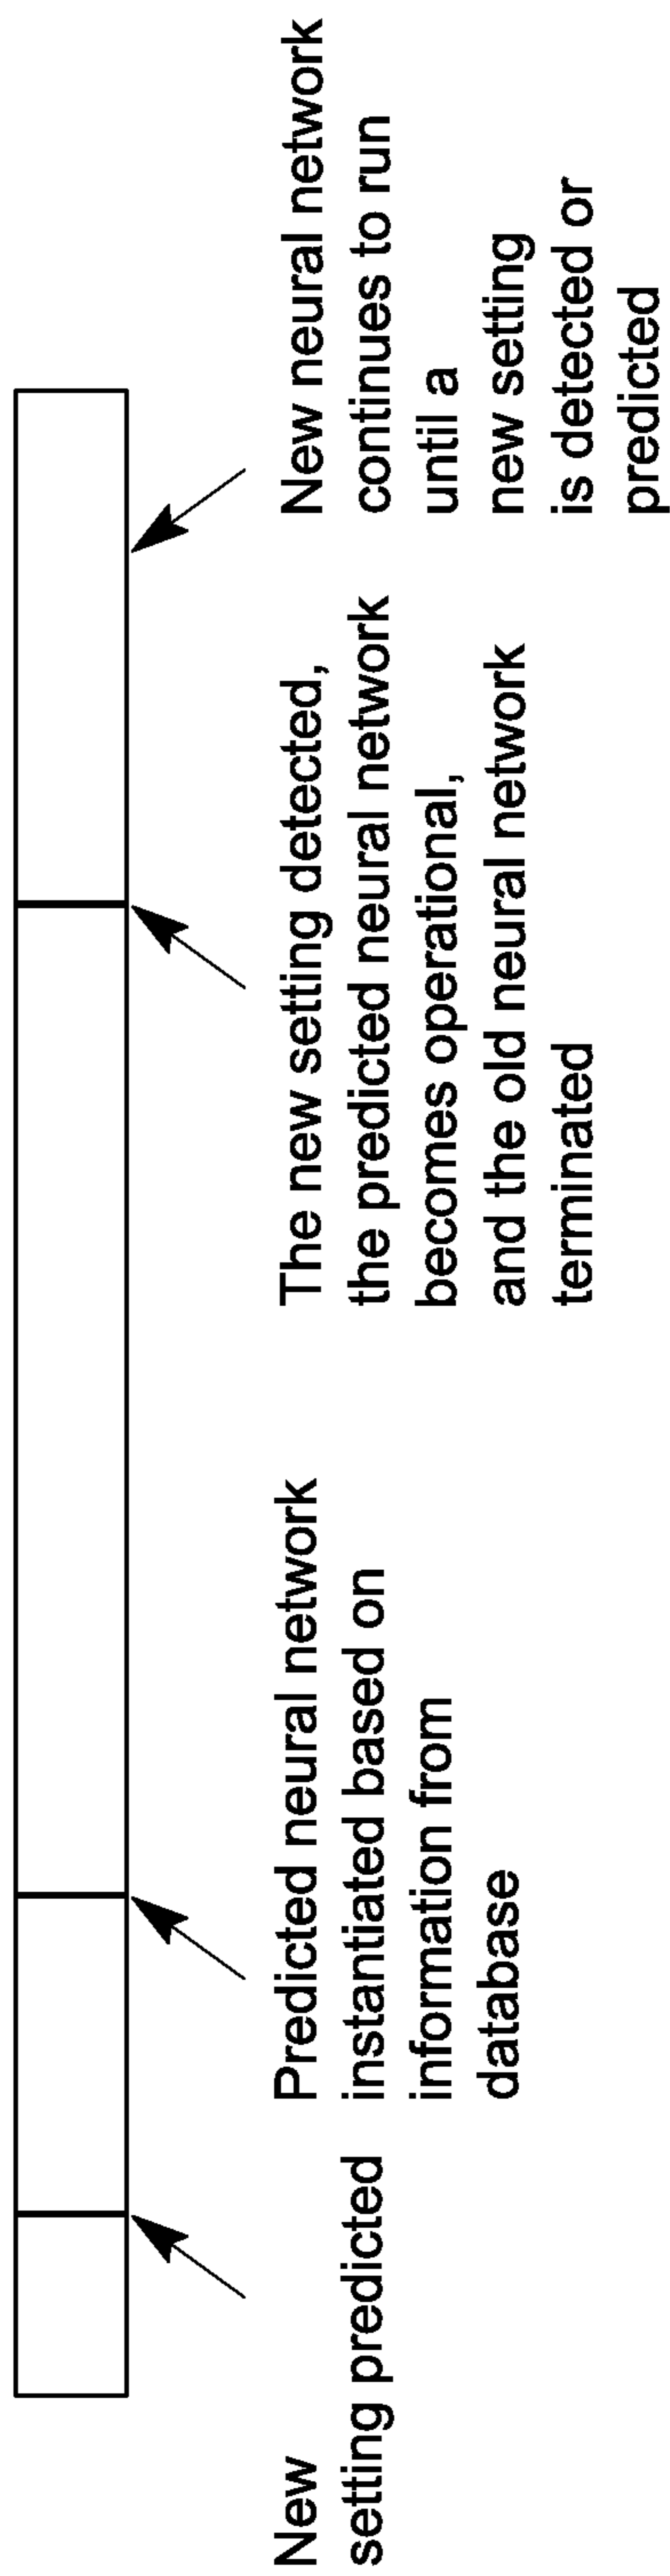 New
setting predicted
Predicted neural network
instantiated based on
information from
database
The new setting detected,
the predicted neural network
becomes operational,
and the old neural network
terminated
New neural network
continues to run
until a
new setting
is detected or
predicted